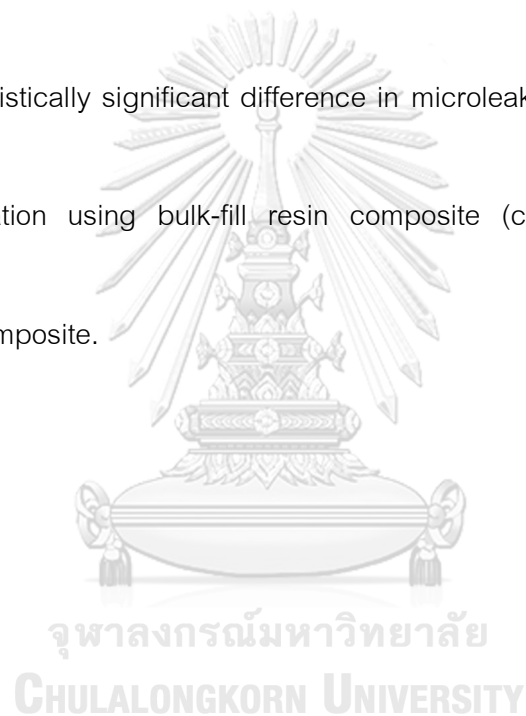 istically significant difference in microleak
ation using bulk-fill resin composite (c
mposite.
จุฬาลงกรณ์มหาวิทยาลัย
CHULALONGKORN UNIVERSITY